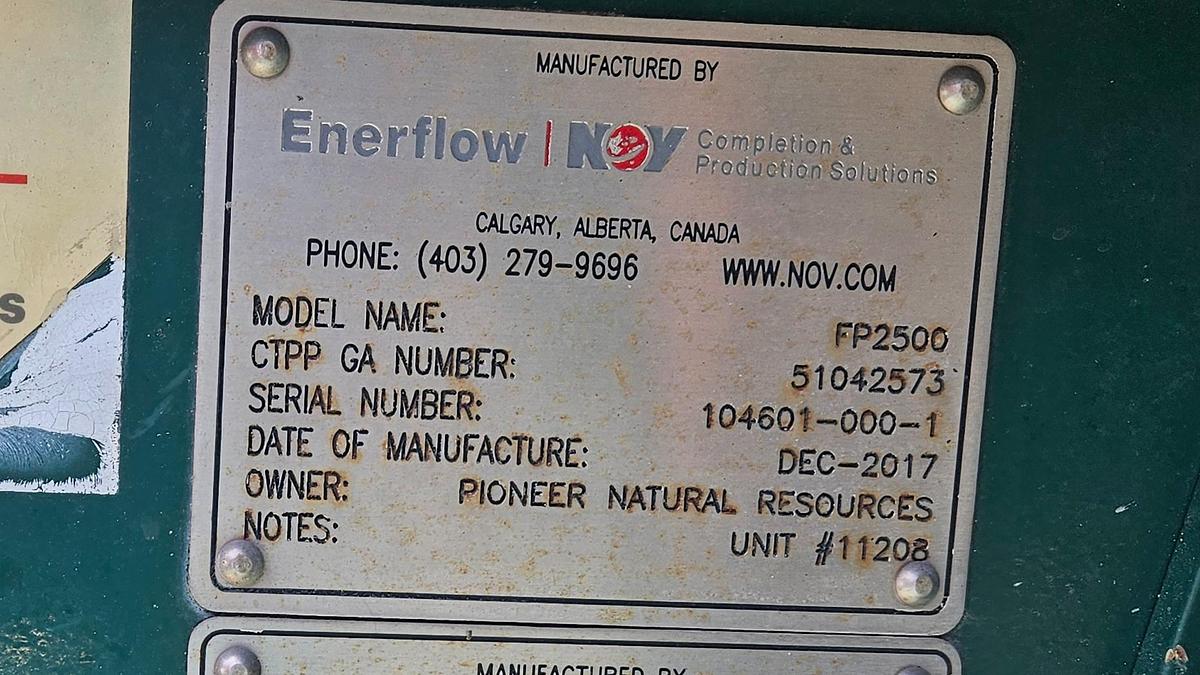 MANUFACTURED BY
Enerflow | NOV Completion &
Production Solutions
CALGARY, ALBERTA, CANADA
PHONE: (403) 279-9696 WWW.NOV.COM
MODEL NAME: FP2500
CTPP GA NUMBER: 51042573
SERIAL NUMBER: 104601-000-1
DATE OF MANUFACTURE: DEC-2017
OWNER: PIONEER NATURAL RESOURCES
NOTES: UNIT #11208
MANUFACTURED BY
s